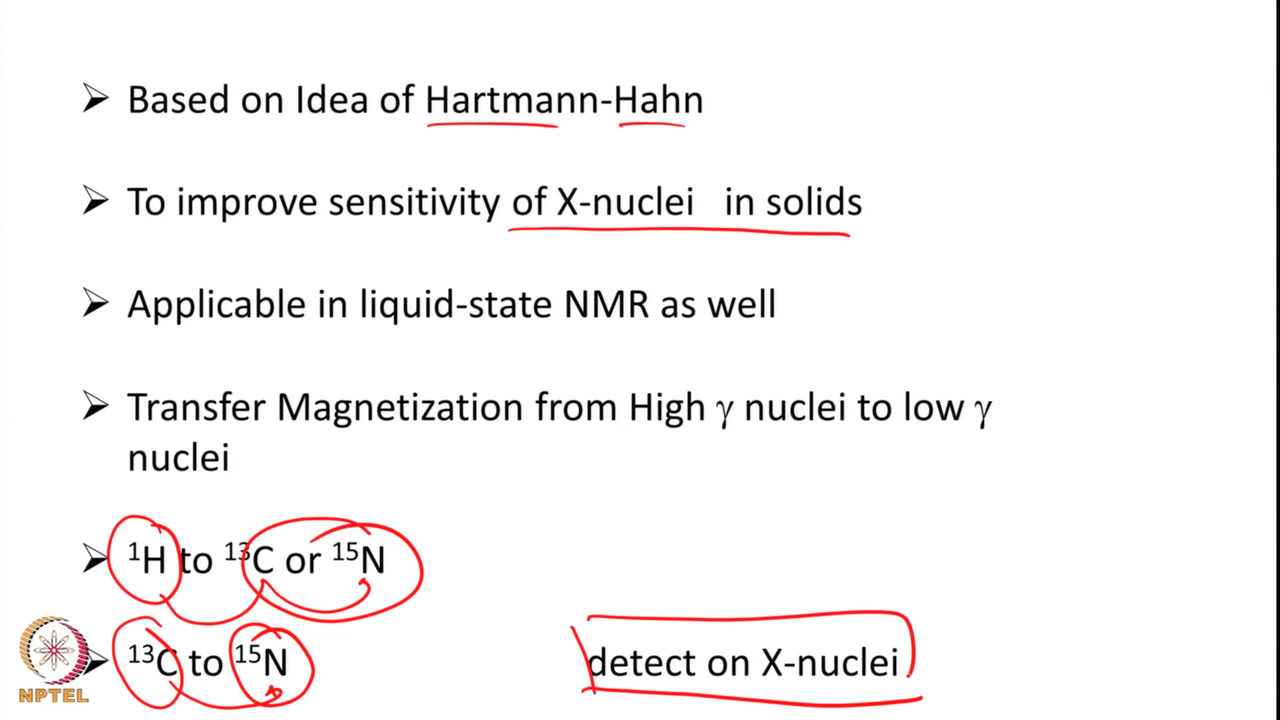 ➢ Based on Idea of Hartmann-Hahn
➢ To improve sensitivity of X-nuclei in solids
➢ Applicable in liquid-state NMR as well
➢ Transfer Magnetization from High γ nuclei to low γ
nuclei
➢ ¹H to ¹³C or ¹⁵N
➢ ¹³C to ¹⁵N detect on X-nuclei
NPTEL